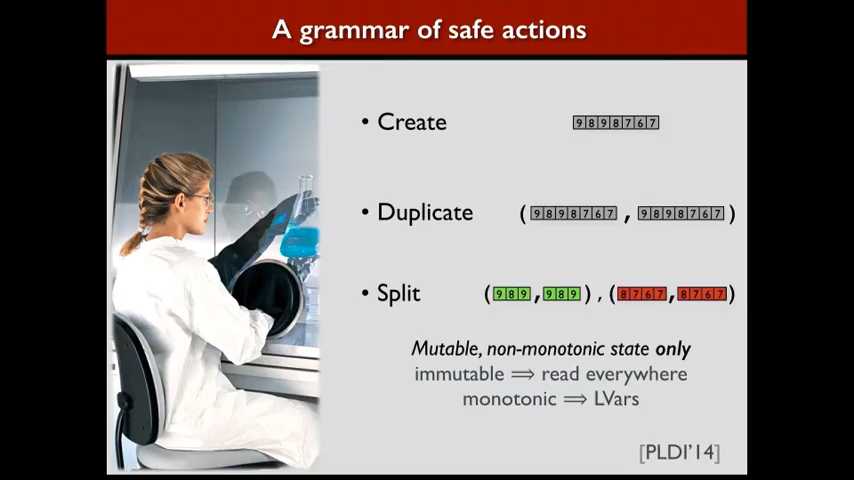 A grammar of safe actions
• Create 9898767
• Duplicate (9898767, 9898767)
• Split (989,989), (8767,8767)
Mutable, non-monotonic state only
immutable ⟹ read everywhere
monotonic ⟹ LVars
[PLDI'14]